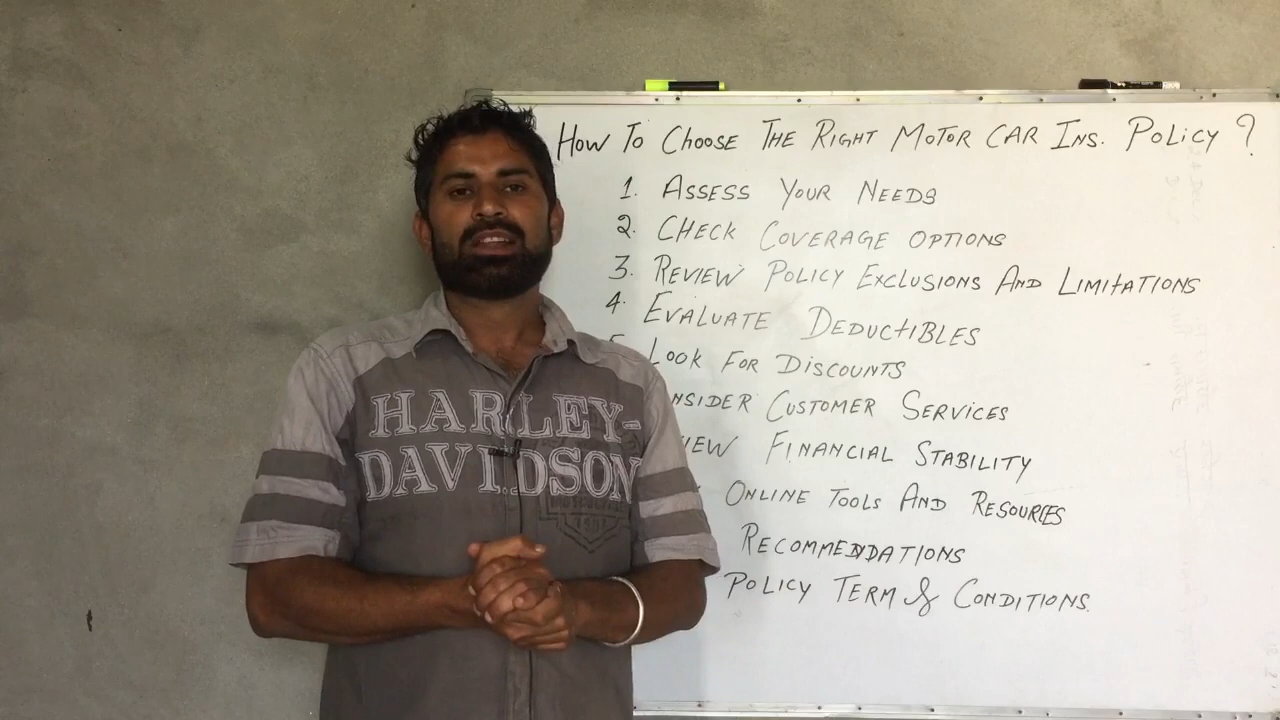 How To Choose The Right Motor Car Ins. Policy ?
1. Assess Your Needs
2. Check Coverage Options
3. Review Policy Exclusions And Limitations
4. Evaluate Deductibles
5. Look For Discounts
nsider Customer Services
iew Financial Stability
Online Tools And Resources
Recommendations
Policy Term & Conditions.
HARLEY-
DAVIDSON